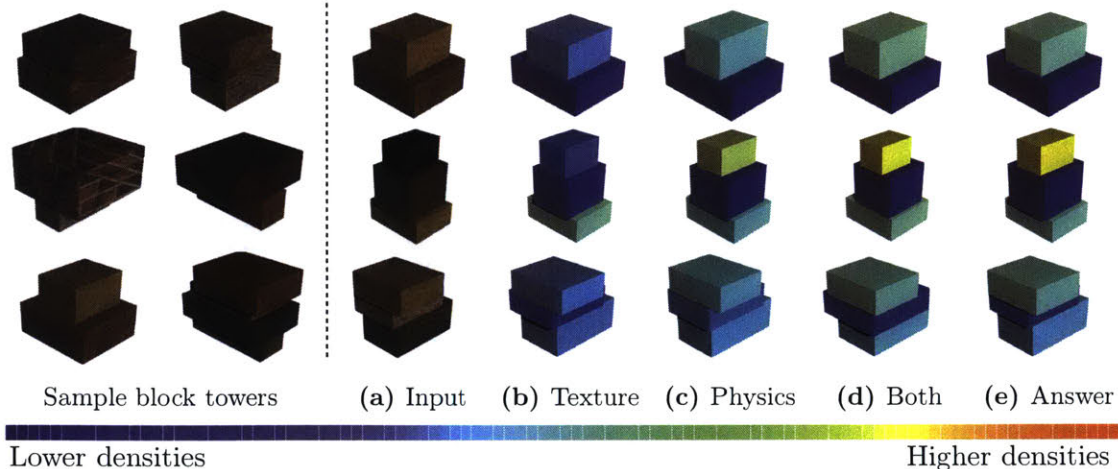 Sample block towers (a) Input (b) Texture (c) Physics (d) Both (e) Answer
Lower densities Higher densities